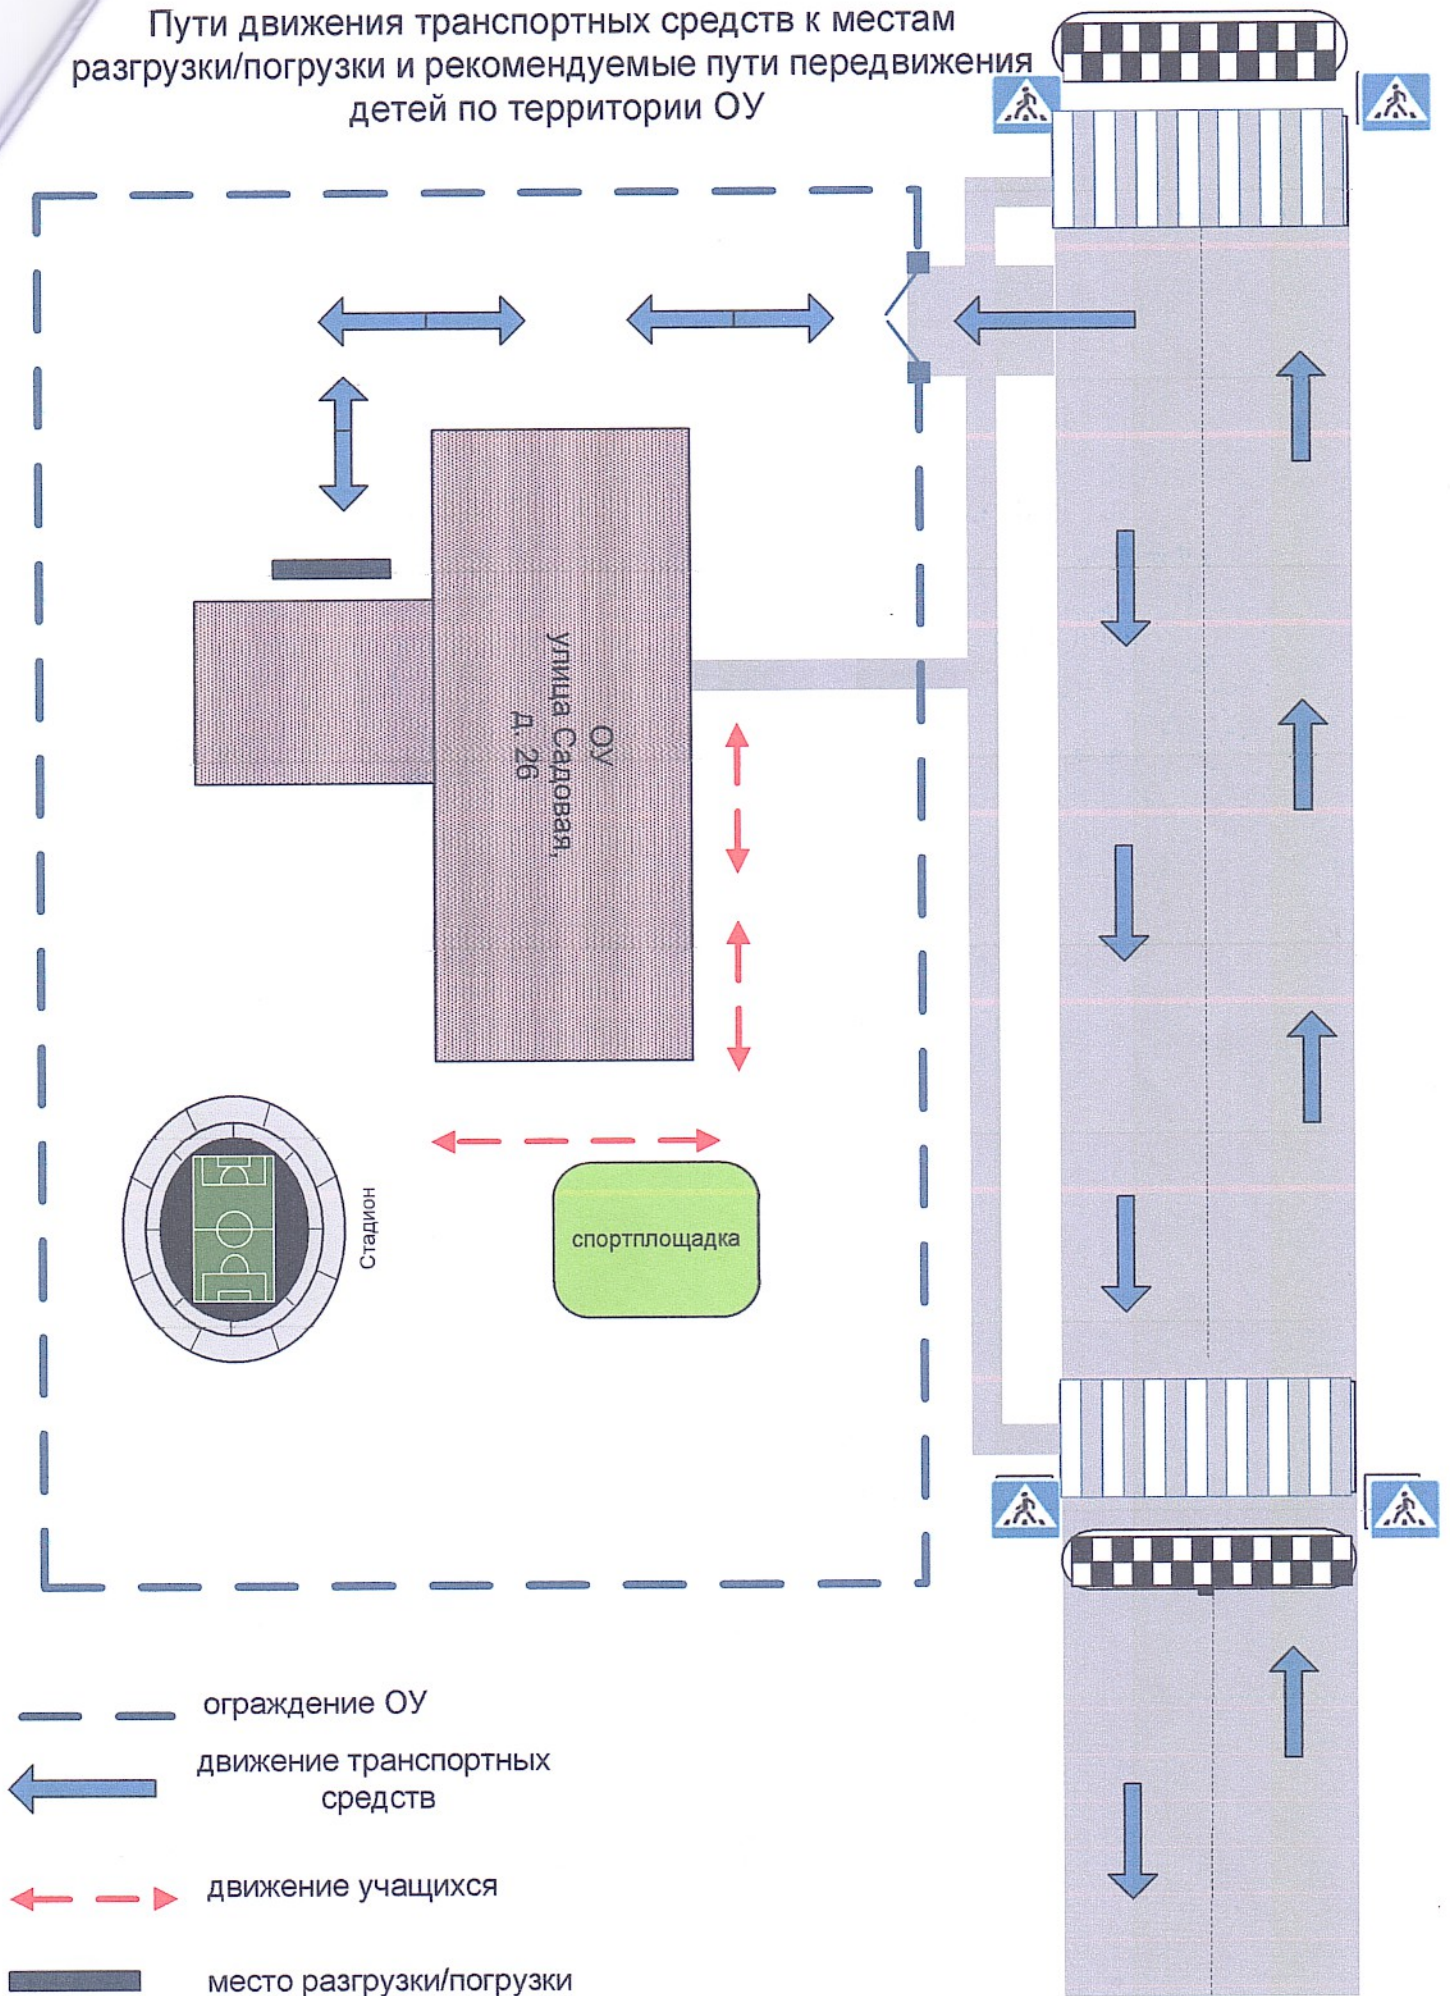 Пути движения транспортных средств к местам
разгрузки/погрузки и рекомендуемые пути передвижения
детей по территории ОУ
ОУ
улица Садовая,
д. 26
Стадион
спортплощадка
ограждение ОУ
движение транспортных
средств
движение учащихся
место разгрузки/погрузки